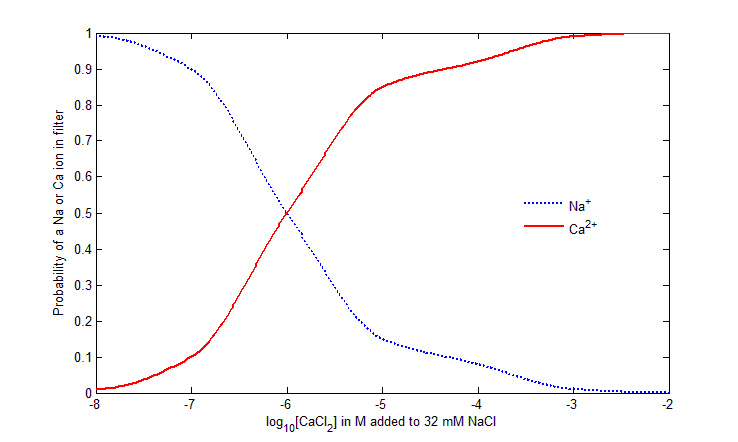 Probability of a Na or Ca ion in filter
1
0.9
0.8
0.7
0.6
0.5
0.4
0.3
0.2
0.1
0
-8 -7 -6 -5 -4 -3 -2
log10[CaCl2] in M added to 32 mM NaCl
Na+
Ca2+